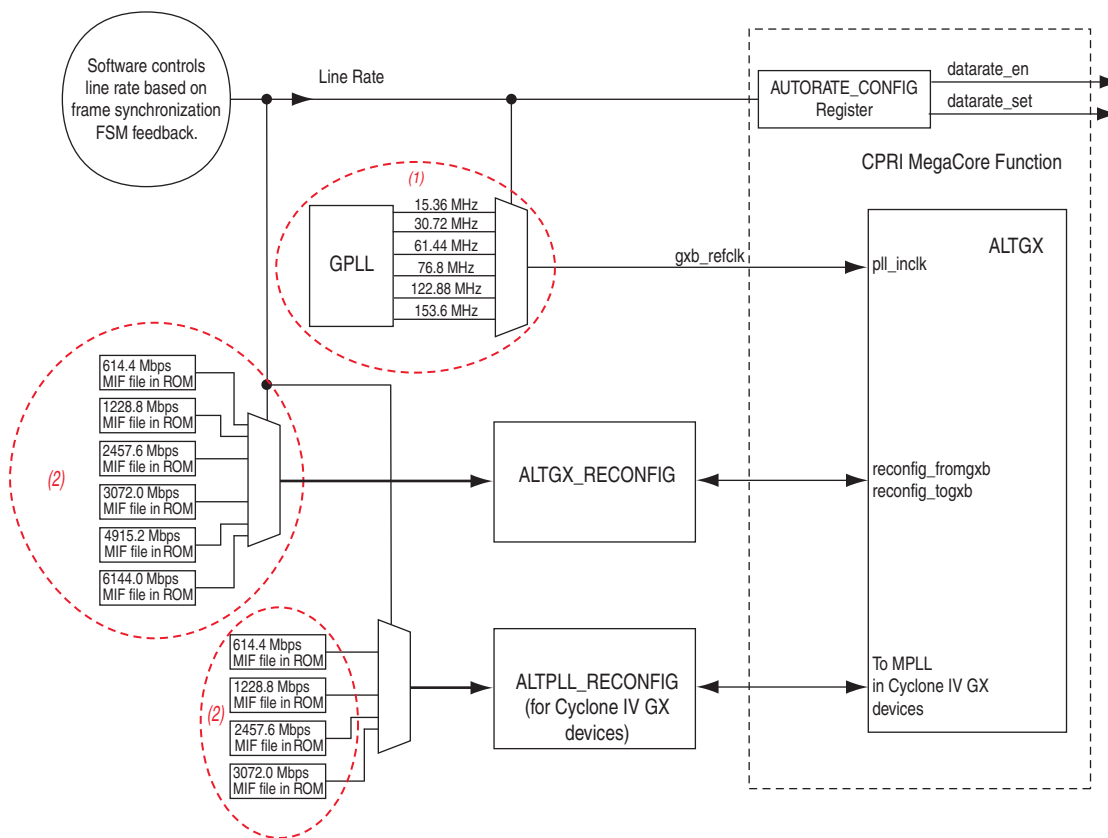 Software controls
line rate based on
frame synchronization
FSM feedback.
Line Rate
AUTORATE_CONFIG
Register
datarate_en
datarate_set
CPRI MegaCore Function
(1)
GPLL
15.36 MHz
30.72 MHz
61.44 MHz
76.8 MHz
122.88 MHz
153.6 MHz
gxb_refclk
pll_inclk
ALTGX
(2)
614.4 Mbps
MIF file in ROM
1228.8 Mbps
MIF file in ROM
2457.6 Mbps
MIF file in ROM
3072.0 Mbps
MIF file in ROM
4915.2 Mbps
MIF file in ROM
6144.0 Mbps
MIF file in ROM
ALTGX_RECONFIG
reconfig_fromgxb
reconfig_togxb
(2)
614.4 Mbps
MIF file in ROM
1228.8 Mbps
MIF file in ROM
2457.6 Mbps
MIF file in ROM
3072.0 Mbps
MIF file in ROM
ALTPLL_RECONFIG
(for Cyclone IV GX
devices)
To MPLL
in Cyclone IV GX
devices